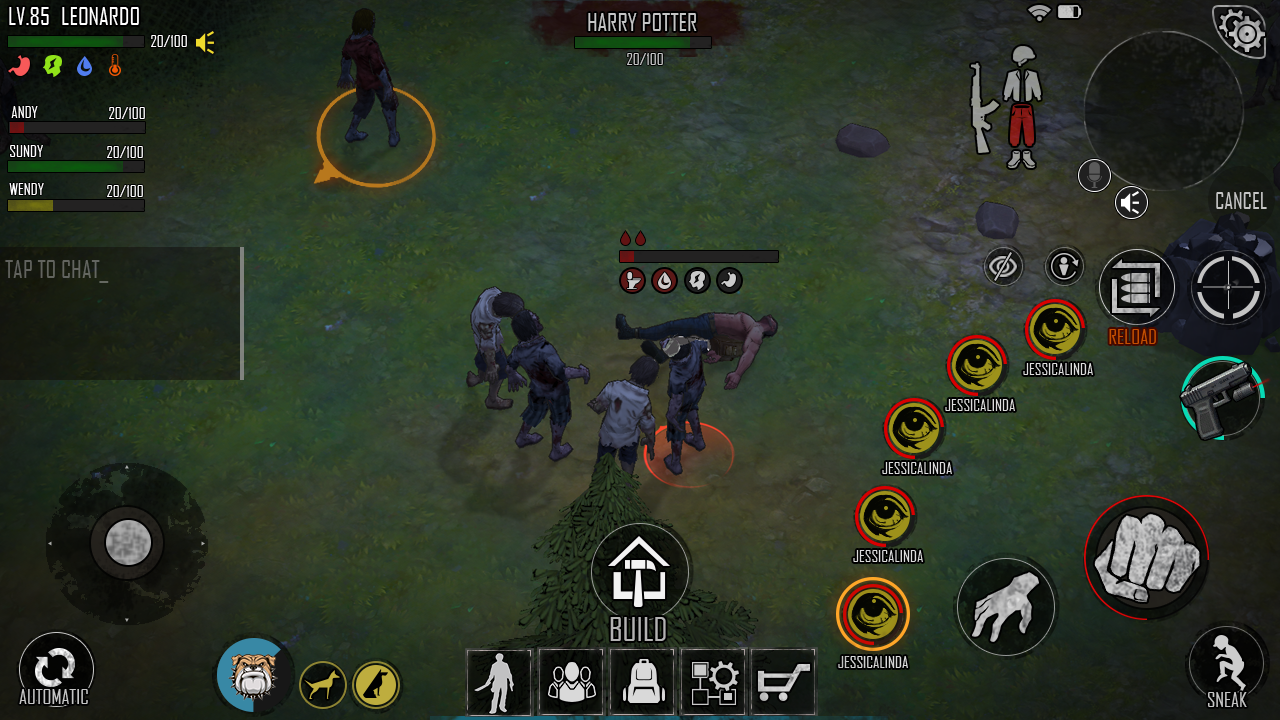 LV.85 LEONARDO
20/100
HARRY POTTER
20/100
ANDY 20/100
SUNDY 20/100
WENDY 20/100
CANCEL
TAP TO CHAT_
RELOAD
JESSICALINDA
JESSICALINDA
JESSICALINDA
JESSICALINDA
JESSICALINDA
BUILD
AUTOMATIC
SNEAK